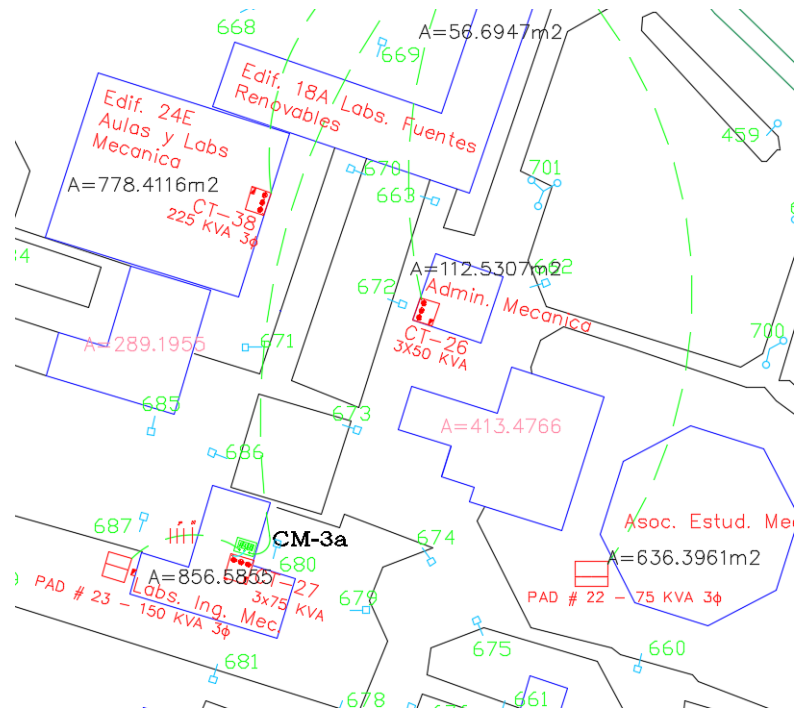 668
A=56.6947m2
669
Edif. 18A Labs. Fuentes
Renovables
Edif. 24E
Aulas y Labs
Mecanica
459
A=778.4116m2
670
701
663
CT-38
225 KVA 3ϕ
A=112.5307m2
662
672
Admin. Mecanica
CT-26
3X50 KVA
700
671
A=289.1955
685
673
A=413.4766
686
687
CM-3a
674
Asoc. Estud. Me
680
A=636.3961m2
A=856.5855
-27
3x75 KVA
Labs. Ing. Mec.
PAD # 23 - 150 KVA 3ϕ
679
PAD # 22 - 75 KVA 3ϕ
675
660
681
678
661